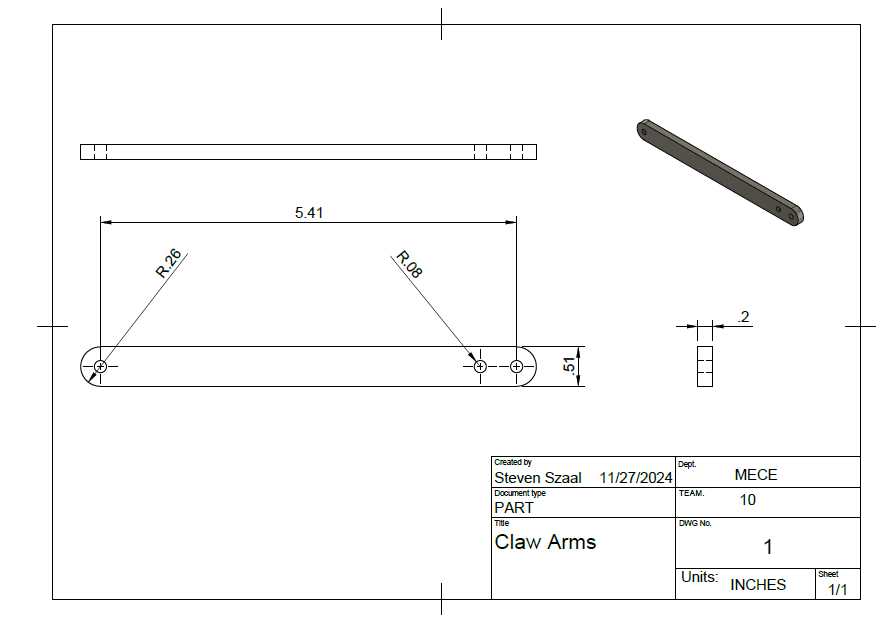 5.41
R.26
R.08
.2
.51
Created by
Steven Szaal 11/27/2024
Dept.
MECE
Document type
PART
TEAM.
10
Title
Claw Arms
DWG No.
1
Units: INCHES
Sheet
1/1